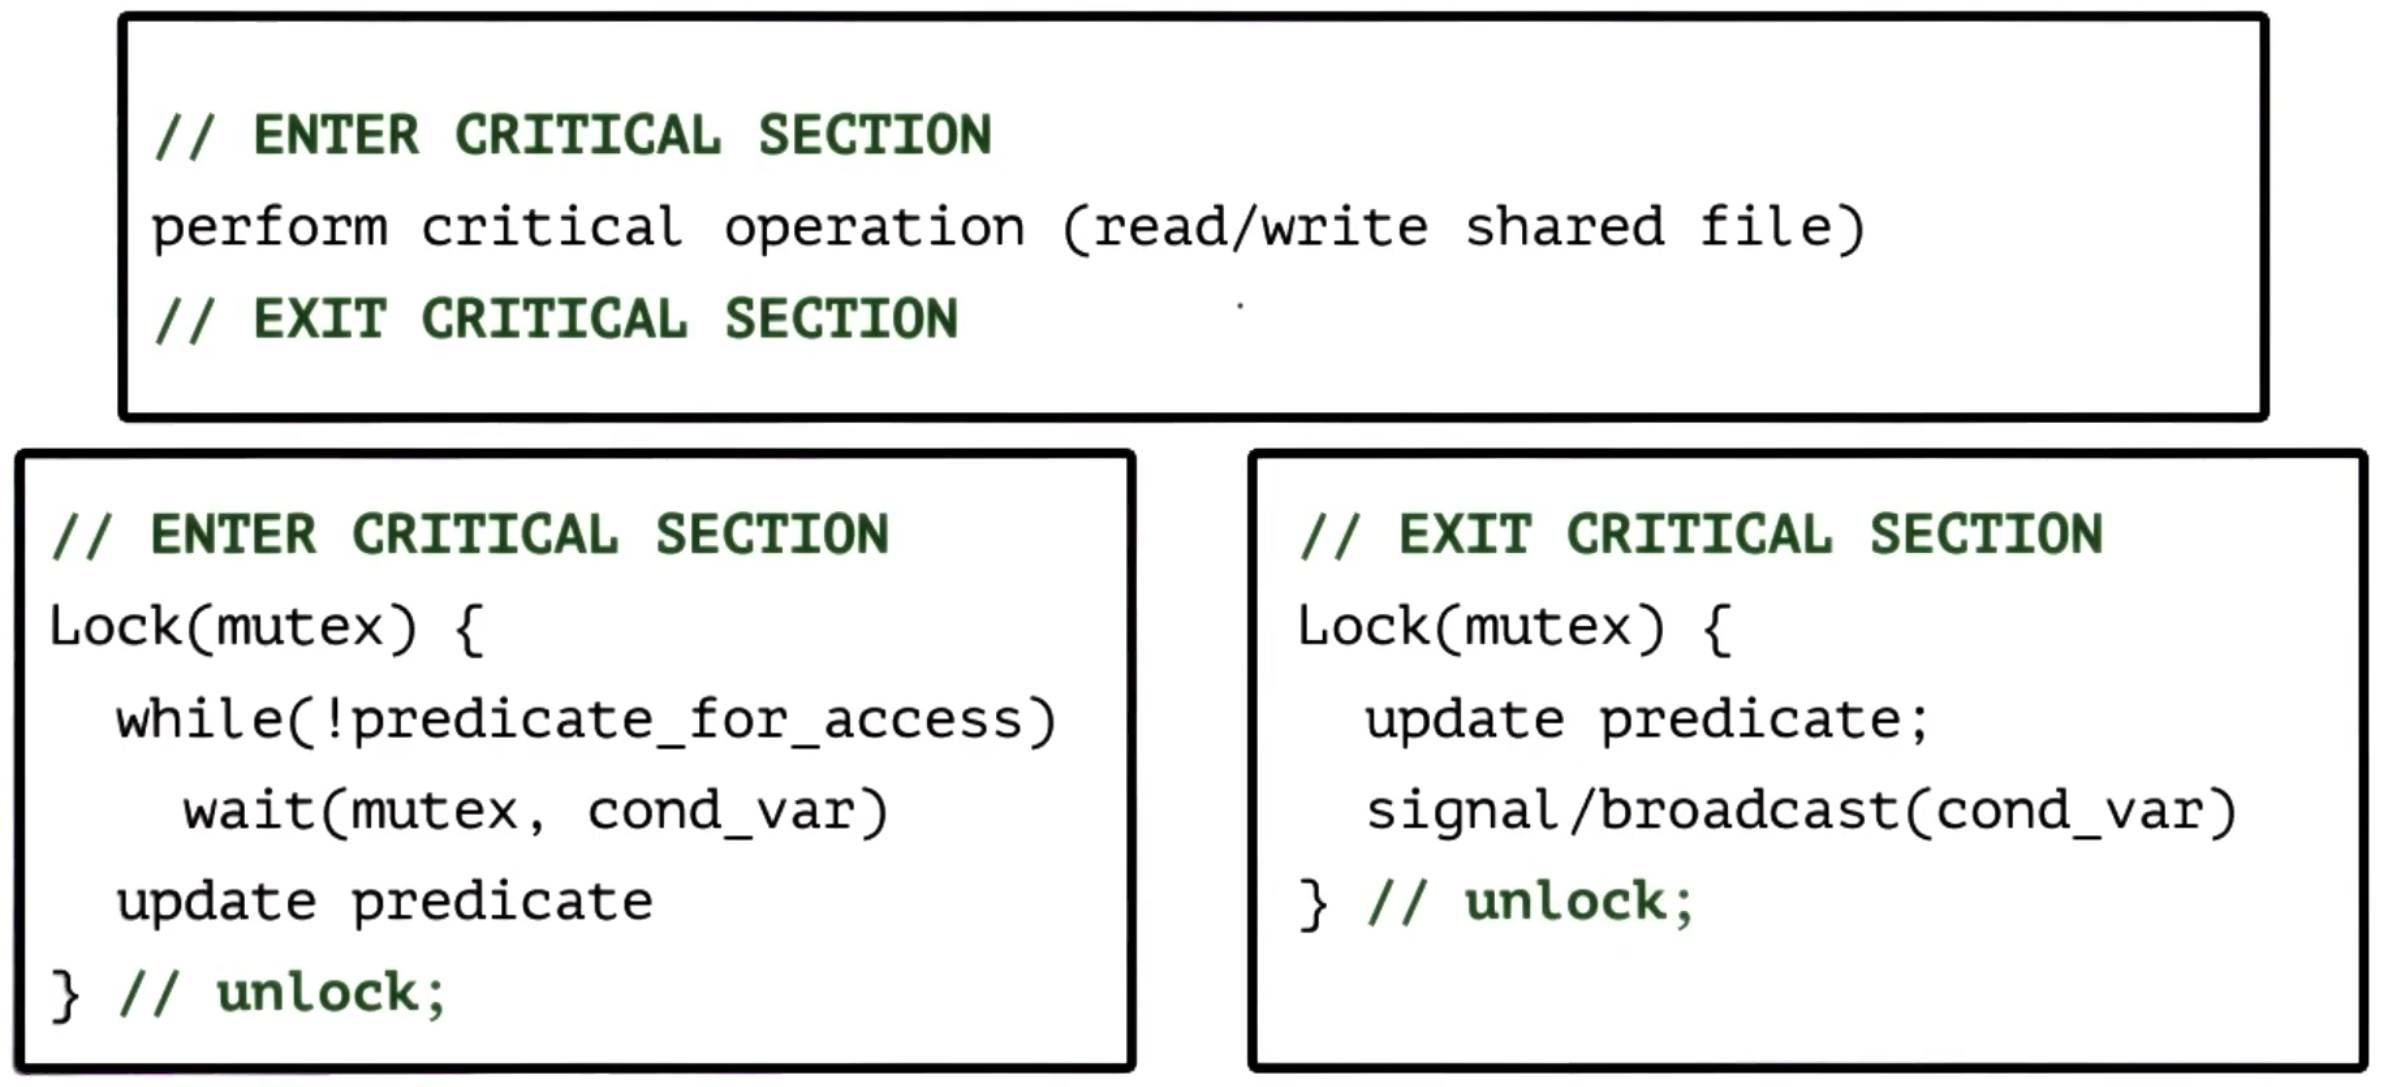 // ENTER CRITICAL SECTION
perform critical operation (read/write shared file)
// EXIT CRITICAL SECTION
// ENTER CRITICAL SECTION
Lock(mutex) {
while(!predicate_for_access)
wait(mutex, cond_var)
update predicate
} // unlock;
// EXIT CRITICAL SECTION
Lock(mutex) {
update predicate;
signal/broadcast(cond_var)
} // unlock;